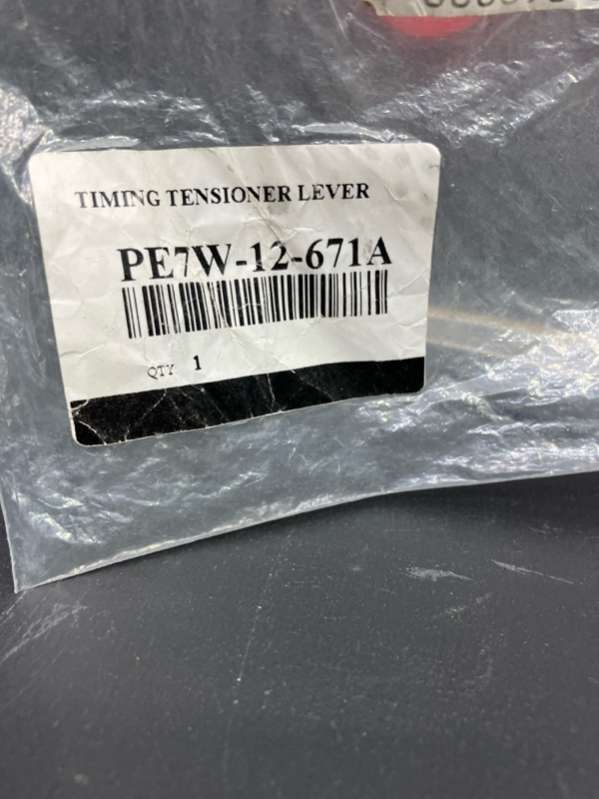 TIMING TENSIONER LEVER
PE7W-12-671A
QTY 1